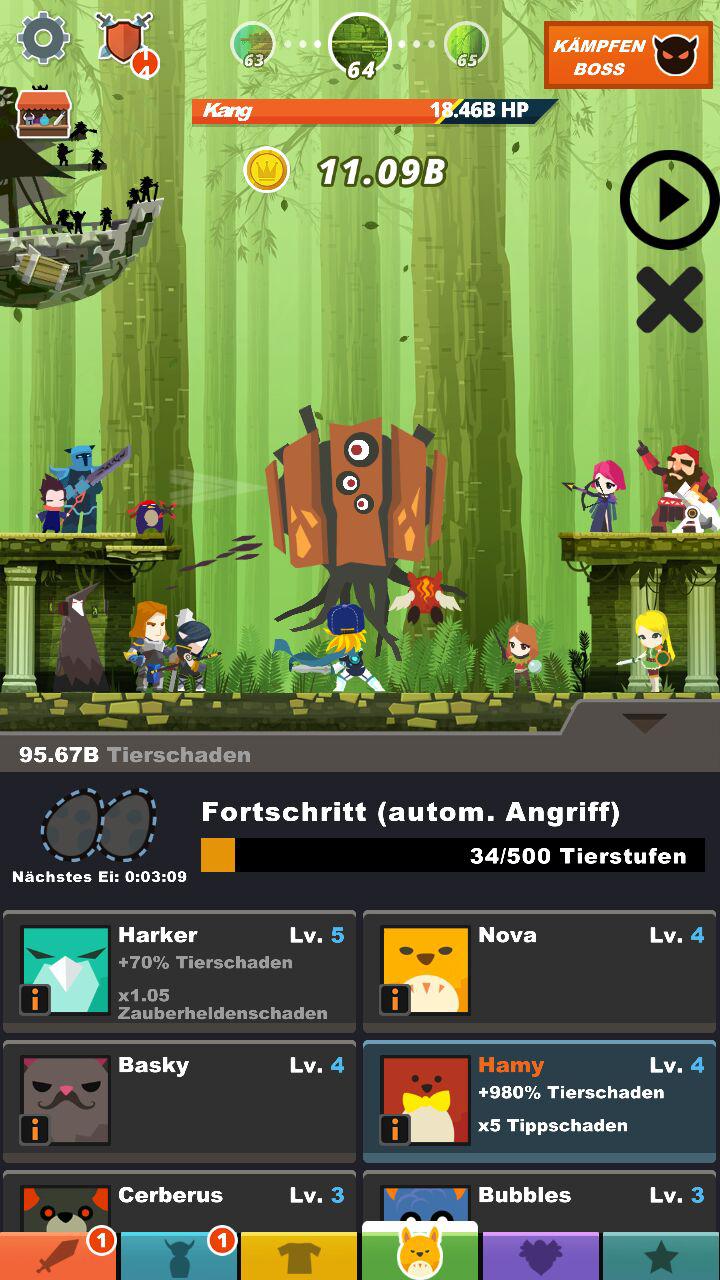 63
64
65
KÄMPFEN
BOSS
Kang
18.46B HP
11.09B
95.67B Tierschaden
Fortschritt (autom. Angriff)
34/500 Tierstufen
Nächstes Ei: 0:03:09
Harker Lv. 5
+70% Tierschaden
x1.05
Zauberheldenschaden
i
Nova Lv. 4
i
Basky Lv. 4
i
Hamy Lv. 4
+980% Tierschaden
x5 Tippschaden
i
Cerberus Lv. 3
Bubbles Lv. 3
1
1